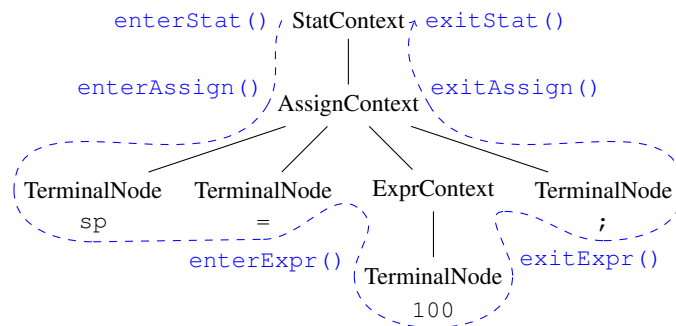 enterStat() StatContext exitStat()
enterAssign() exitAssign()
AssignContext
TerminalNode TerminalNode ExprContext TerminalNode
sp = ;
enterExpr() exitExpr()
TerminalNode
100